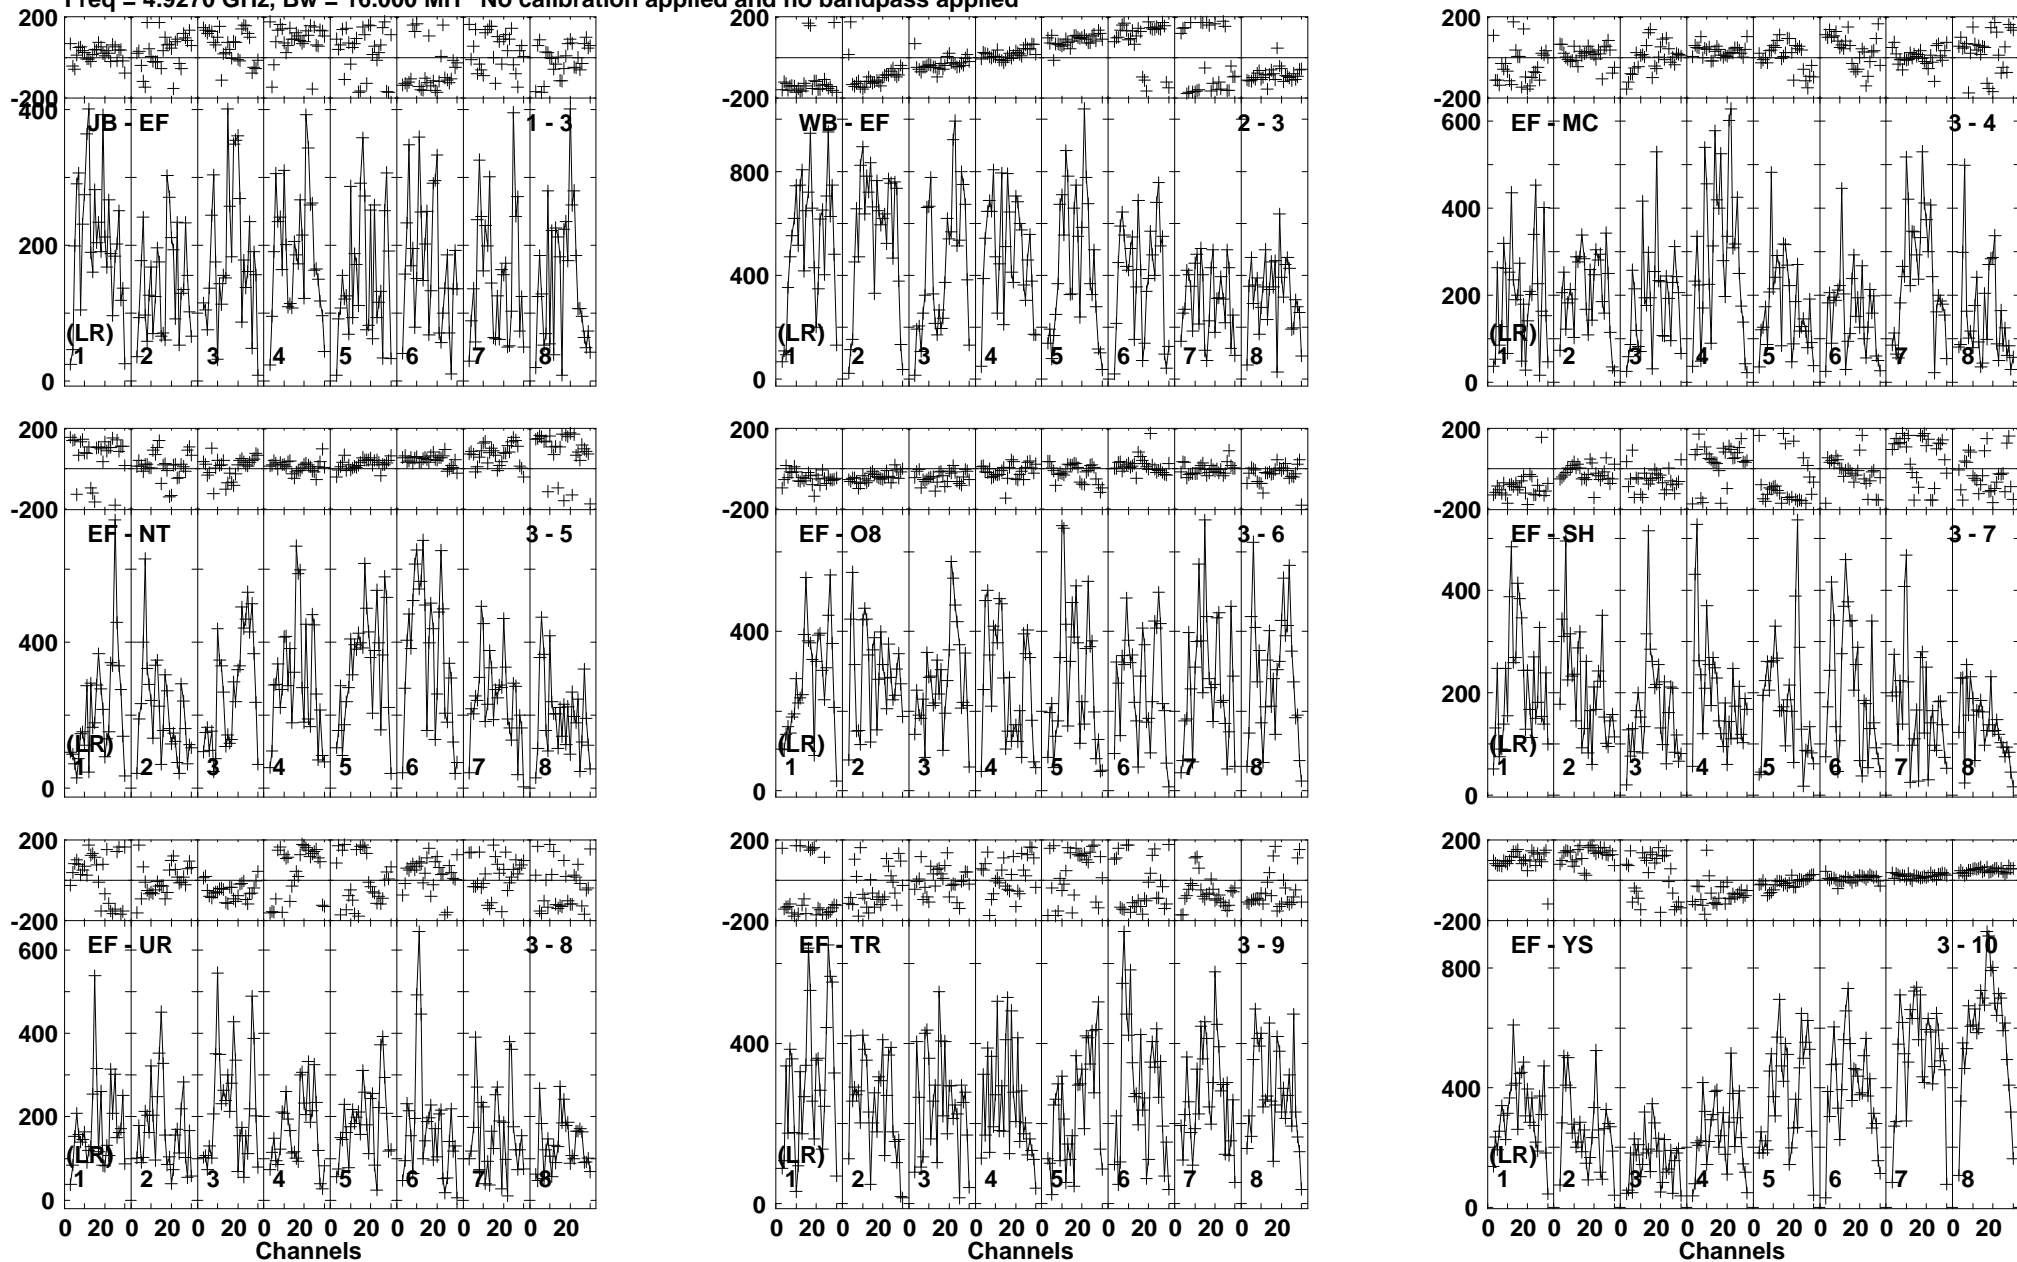 Freq = 4.9270 GHz, Bw = 16.000 MH No calibration applied and no bandpass applied
200 200 200
-200 -200 -200
400 JB - EF 1 - 3 WB - EF 2 - 3 EF - MC 3 - 4
600
800
400
200 400 200
(LR) (LR) (LR)
1 2 3 4 5 6 7 8 1 2 3 4 5 6 7 8 1 2 3 4 5 6 7 8
0 0 0
200 200 200
-200 -200 -200
EF - NT 3 - 5 EF - O8 3 - 6 EF - SH 3 - 7
400 400 400
200
(LR) (LR) (LR)
1 2 3 4 5 6 7 8 1 2 3 4 5 6 7 8 1 2 3 4 5 6 7 8
0 0 0
200 200 200
-200 -200 -200
EF - UR 3 - 8 EF - TR 3 - 9 EF - YS 3 - 10
600 800
400 400 400
200
(LR) (LR) (LR)
1 2 3 4 5 6 7 8 1 2 3 4 5 6 7 8 1 2 3 4 5 6 7 8
0 0 0
0 20 0 20 0 20 0 20 0 20 0 20 0 20 0 20 0 20 0 20 0 20 0 20 0 20 0 20 0 20 0 20 0 20 0 20 0 20 0 20 0 20 0 20 0 20 0 20
Channels Channels Channels